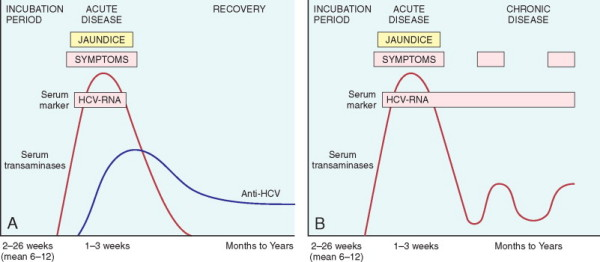 INCUBATION
PERIOD
ACUTE
DISEASE
RECOVERY
JAUNDICE
SYMPTOMS
Serum
marker
HCV-RNA
Serum
transaminases
Anti-HCV
A
2–26 weeks
(mean 6–12)
1–3 weeks
Months to Years
INCUBATION
PERIOD
ACUTE
DISEASE
CHRONIC
DISEASE
JAUNDICE
SYMPTOMS
Serum
marker
HCV-RNA
Serum
transaminases
B
2–26 weeks
(mean 6–12)
1–3 weeks
Months to Years